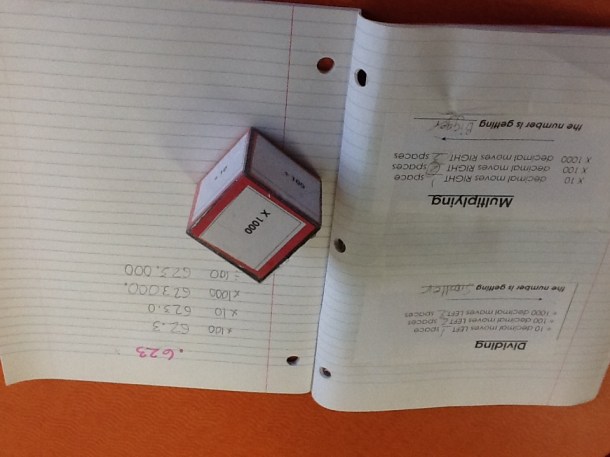 Dividing
÷ 10 decimal moves LEFT 1 space
÷ 100 decimal moves LEFT 2 spaces
÷ 1000 decimal moves LEFT 3 spaces
the number is getting Smaller
Multiplying
X 10 decimal moves RIGHT 1 space
X 100 decimal moves RIGHT 2 spaces
X 1000 decimal moves RIGHT 3 spaces
the number is getting Bigger
.623
x100 62.3
x10 623.0
x1000 623000.
÷100 623.000
X 1000